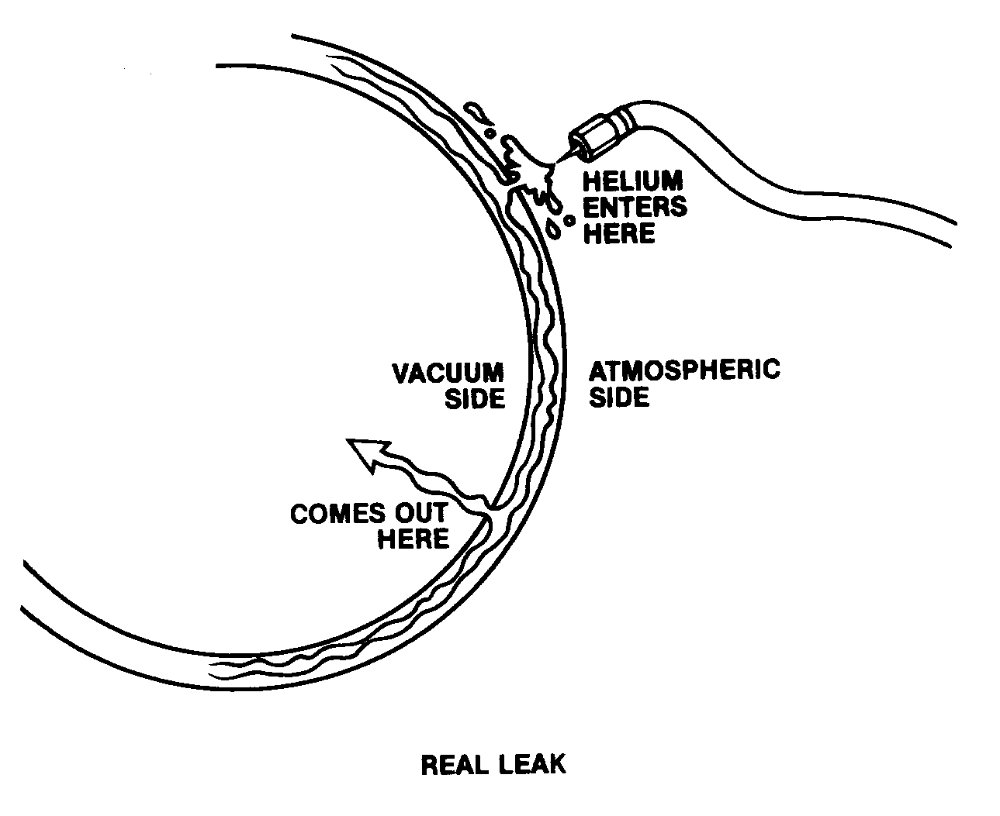 HELIUM
ENTERS
HERE
VACUUM
SIDE
ATMOSPHERIC
SIDE
COMES OUT
HERE
REAL LEAK